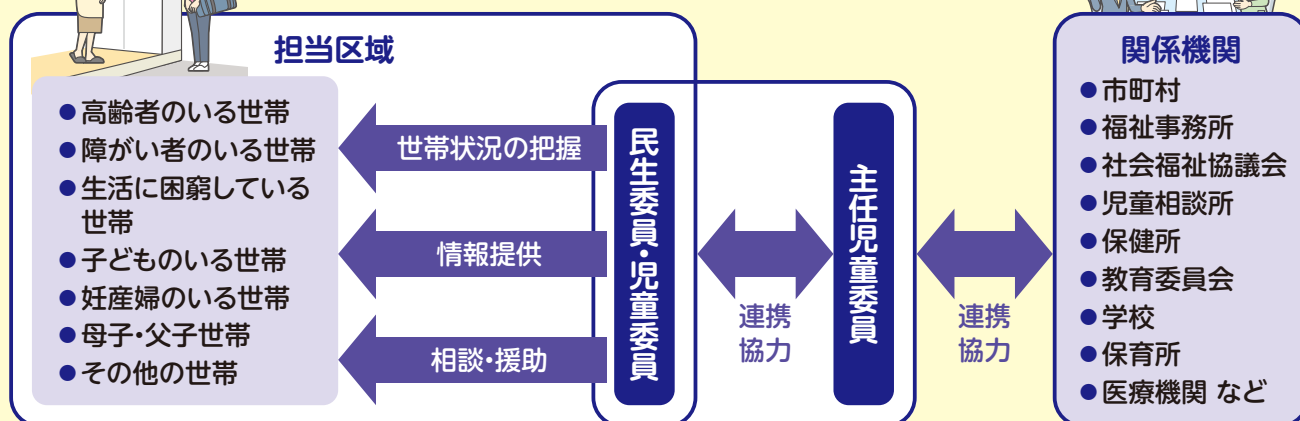 担当区域
●高齢者のいる世帯
●障がい者のいる世帯
●生活に困窮している
世帯
●子どものいる世帯
●妊産婦のいる世帯
●母子・父子世帯
●その他の世帯
世帯状況の把握
情報提供
相談・援助
民生委員・児童委員
連携
協力
主任児童委員
連携
協力
関係機関
●市町村
●福祉事務所
●社会福祉協議会
●児童相談所
●保健所
●教育委員会
●学校
●保育所
●医療機関 など